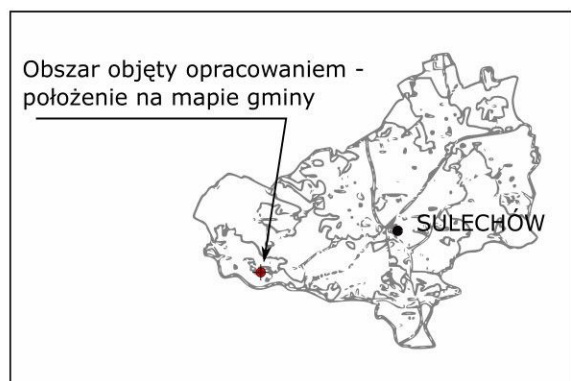 Obszar objęty opracowaniem -
położenie na mapie gminy
SULECHÓW